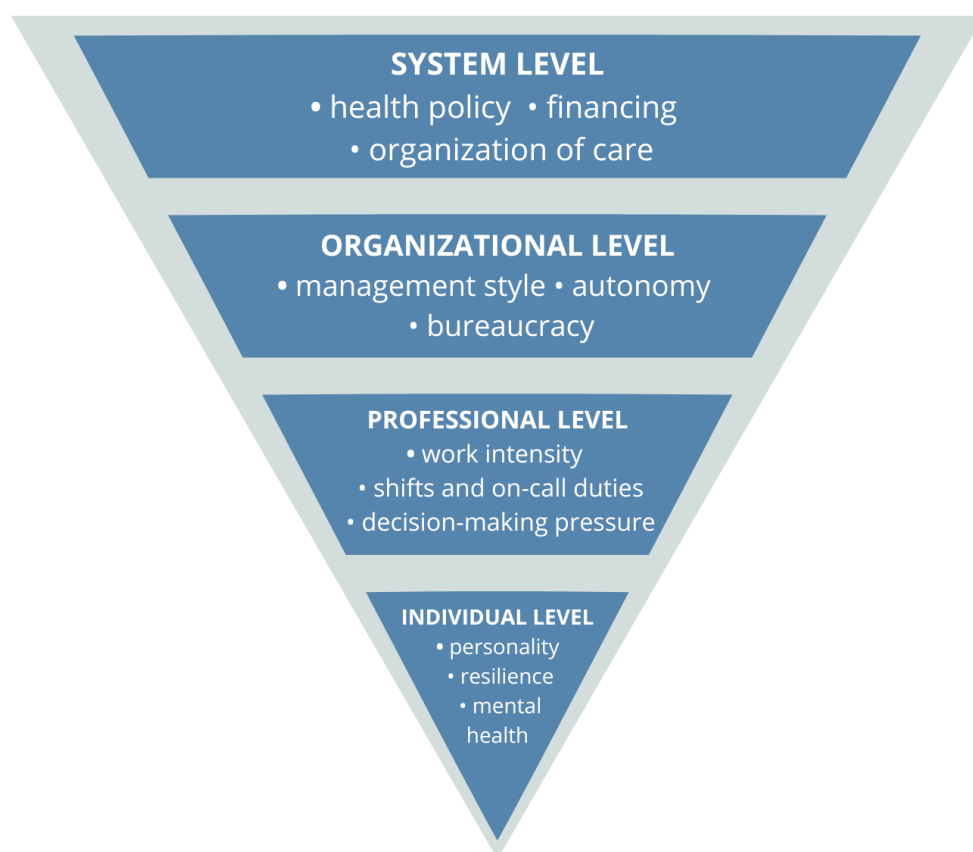 SYSTEM LEVEL
• health policy • financing
• organization of care
ORGANIZATIONAL LEVEL
• management style • autonomy
• bureaucracy
PROFESSIONAL LEVEL
• work intensity
• shifts and on-call duties
• decision-making pressure
INDIVIDUAL LEVEL
• personality
• resilience
• mental
health